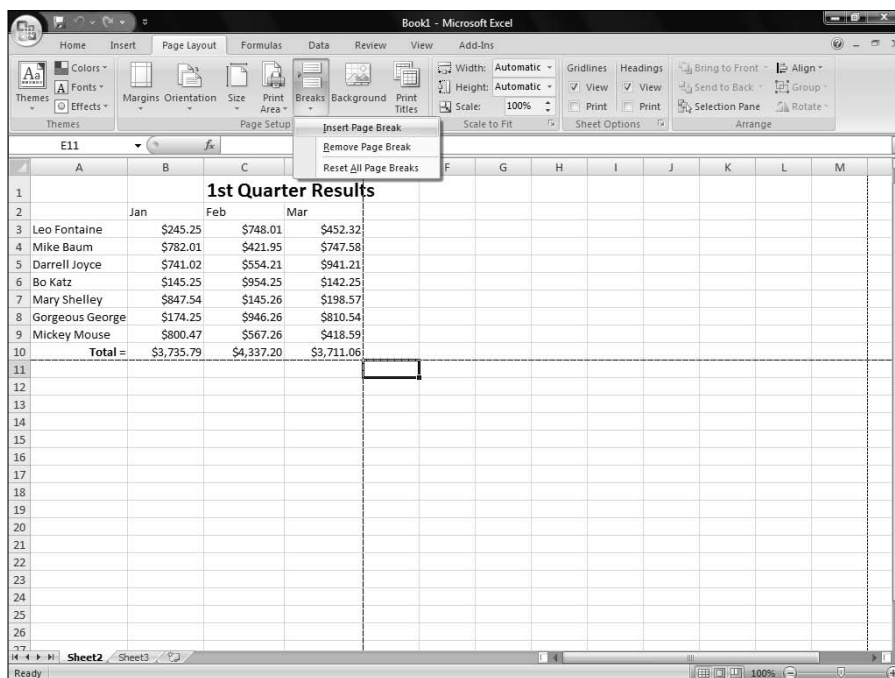 Book1 - Microsoft Excel
Home Insert Page Layout Formulas Data Review View Add-Ins
Colors Width: Automatic Gridlines Headings Bring to Front Align
Aa A Fonts Height: Automatic View View Send to Back Group
Themes Effects Margins Orientation Size Print Area Breaks Background Print Titles Scale: 100% Print Print Selection Pane Rotate
Themes Page Setup Scale to Fit Sheet Options Arrange
Insert Page Break
Remove Page Break
Reset All Page Breaks
E11 fx
A B C F G H I J K L M
1 1st Quarter Results
2 Jan Feb Mar
3 Leo Fontaine $245.25 $748.01 $452.32
4 Mike Baum $782.01 $421.95 $747.58
5 Darrell Joyce $741.02 $554.21 $941.21
6 Bo Katz $145.25 $954.25 $142.25
7 Mary Shelley $847.54 $145.26 $198.57
8 Gorgeous George $174.25 $946.26 $810.54
9 Mickey Mouse $800.47 $567.26 $418.59
10 Total = $3,735.79 $4,337.20 $3,711.06
11
12
13
14
15
16
17
18
19
20
21
22
23
24
25
26
27
Sheet2 Sheet3
Ready 100%